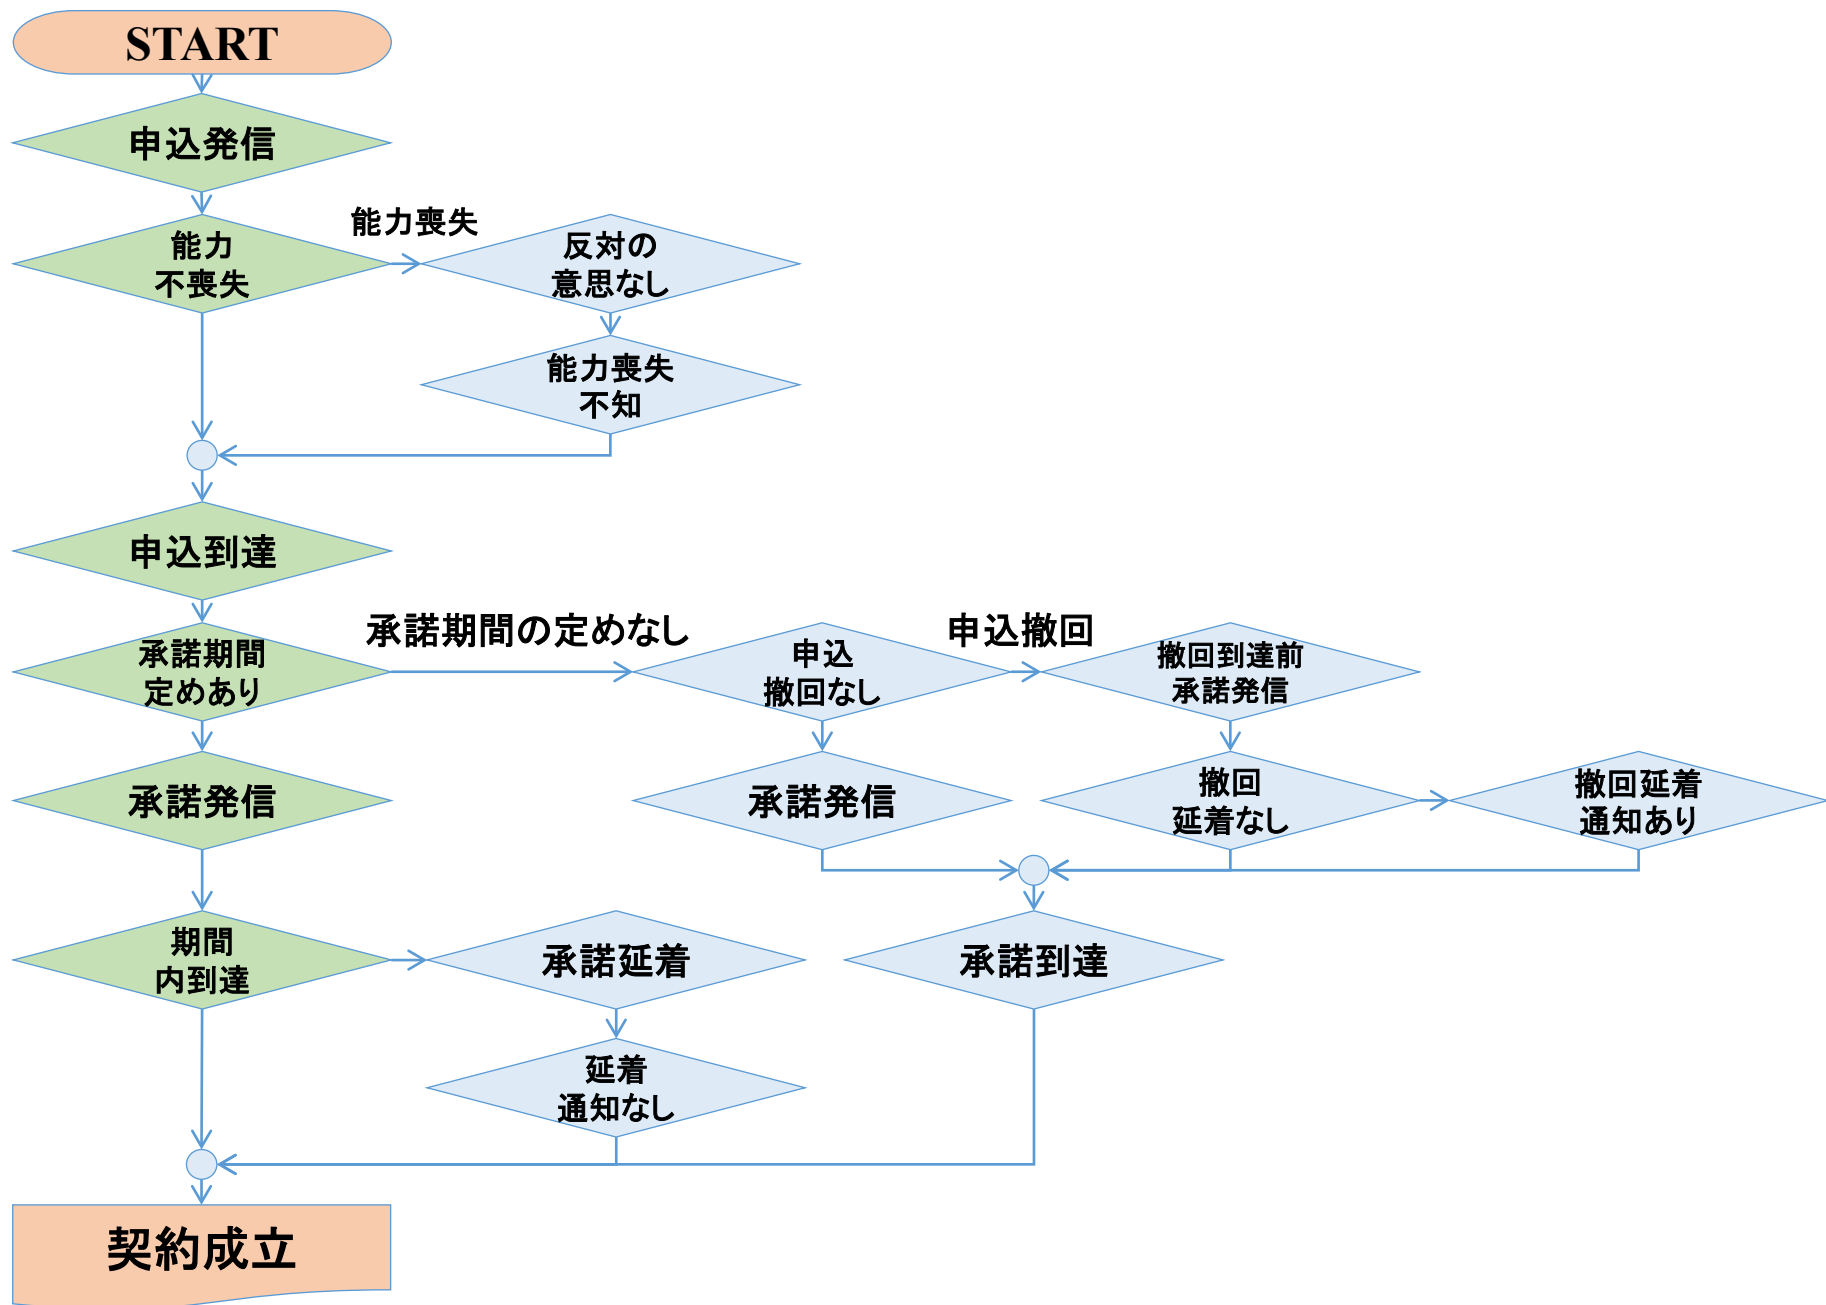 START
申込発信
能力
不喪失
能力喪失
反対の
意思なし
能力喪失
不知
申込到達
承諾期間
定めあり
承諾期間の定めなし
申込
撤回なし
申込撤回
撤回到達前
承諾発信
承諾発信
承諾発信
撤回
延着なし
撤回延着
通知あり
期間
内到達
承諾延着
承諾到達
延着
通知なし
契約成立